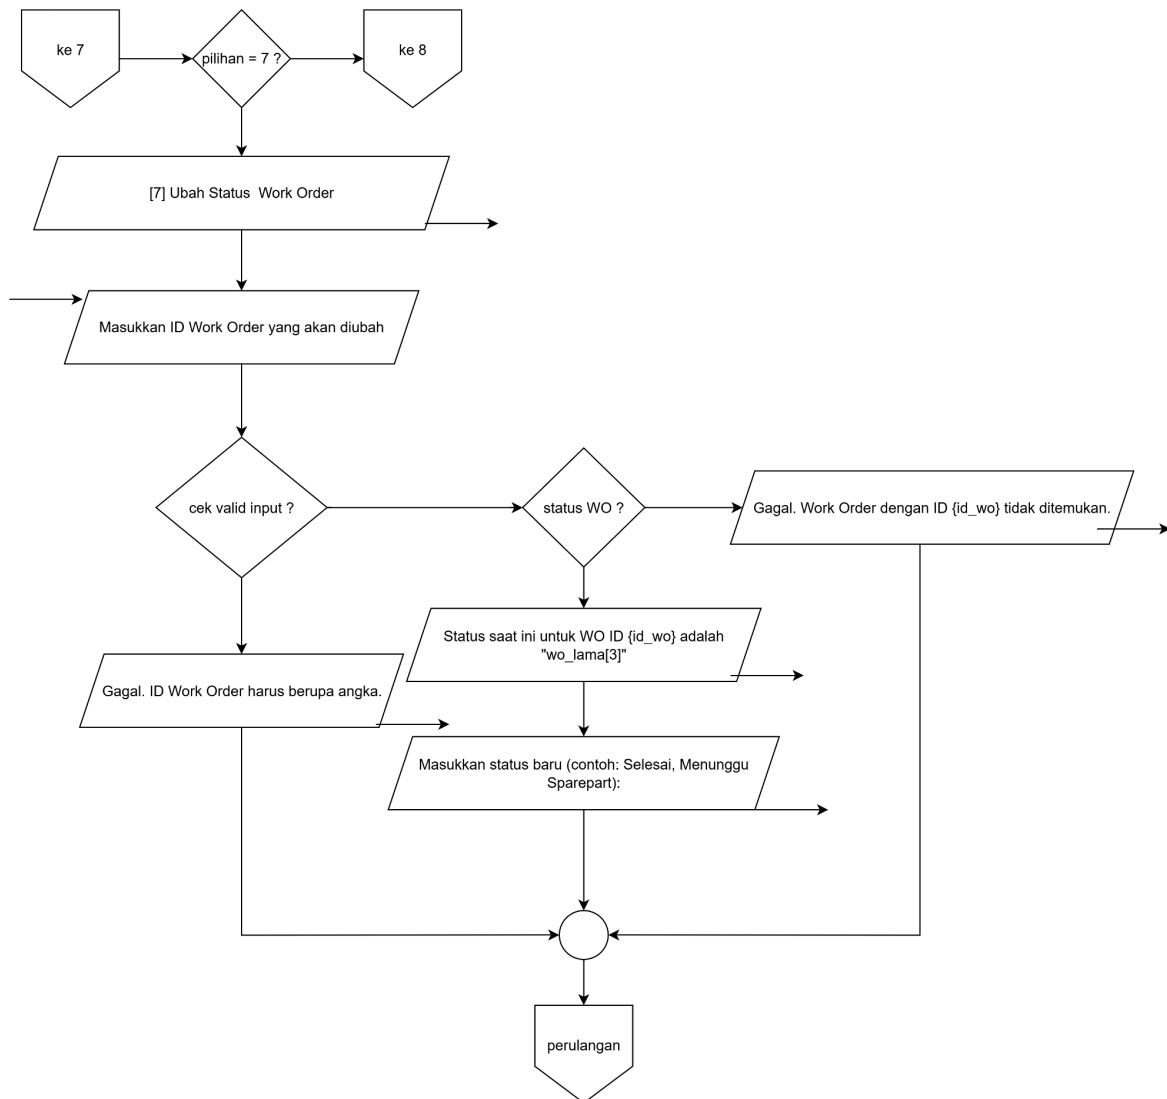 ke 7
pilihan = 7 ?
ke 8
[7] Ubah Status  Work Order
Masukkan ID Work Order yang akan diubah
cek valid input ?
status WO ?
Gagal. Work Order dengan ID {id_wo} tidak ditemukan.
Status saat ini untuk WO ID {id_wo} adalah
"wo_lama[3]"
Gagal. ID Work Order harus berupa angka.
Masukkan status baru (contoh: Selesai, Menunggu
Sparepart):
perulangan